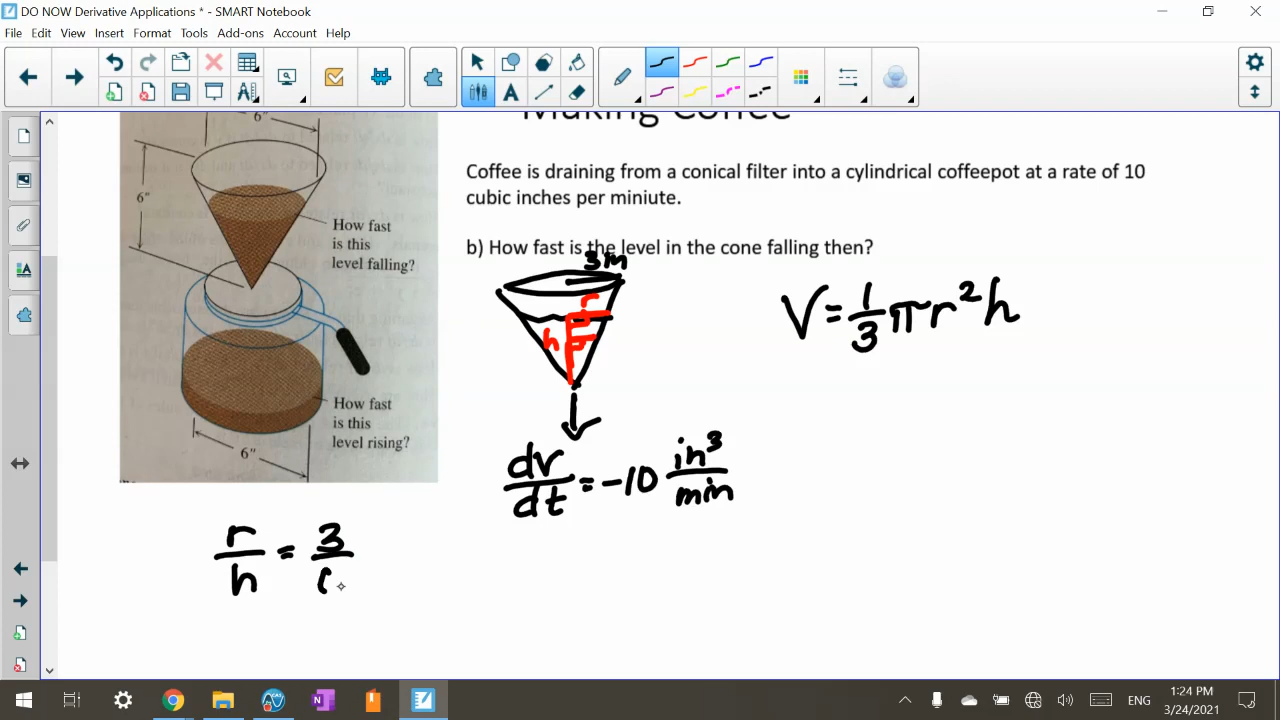 DO NOW Derivative Applications * - SMART Notebook
File Edit View Insert Format Tools Add-ons Account Help
Making Coffee
Coffee is draining from a conical filter into a cylindrical coffeepot at a rate of 10
cubic inches per miniute.
b) How fast is the level in the cone falling then?
6"
6"
How fast
is this
level falling?
How fast
is this
level rising?
6"
3in
r
h
V=1/3πr²h
dv/dt=-10 in³/min
r/h=3/
ENG
1:24 PM
3/24/2021